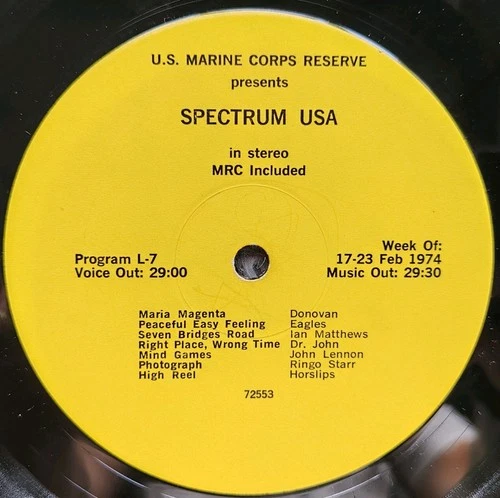 U.S. MARINE CORPS RESERVE
presents
SPECTRUM USA
in stereo
MRC Included
Program L-7
Voice Out: 29:00
Week Of:
17-23 Feb 1974
Music Out: 29:30
Maria Magenta Donovan
Peaceful Easy Feeling Eagles
Seven Bridges Road Ian Matthews
Right Place, Wrong Time Dr. John
Mind Games John Lennon
Photograph Ringo Starr
High Reel Horslips
72553